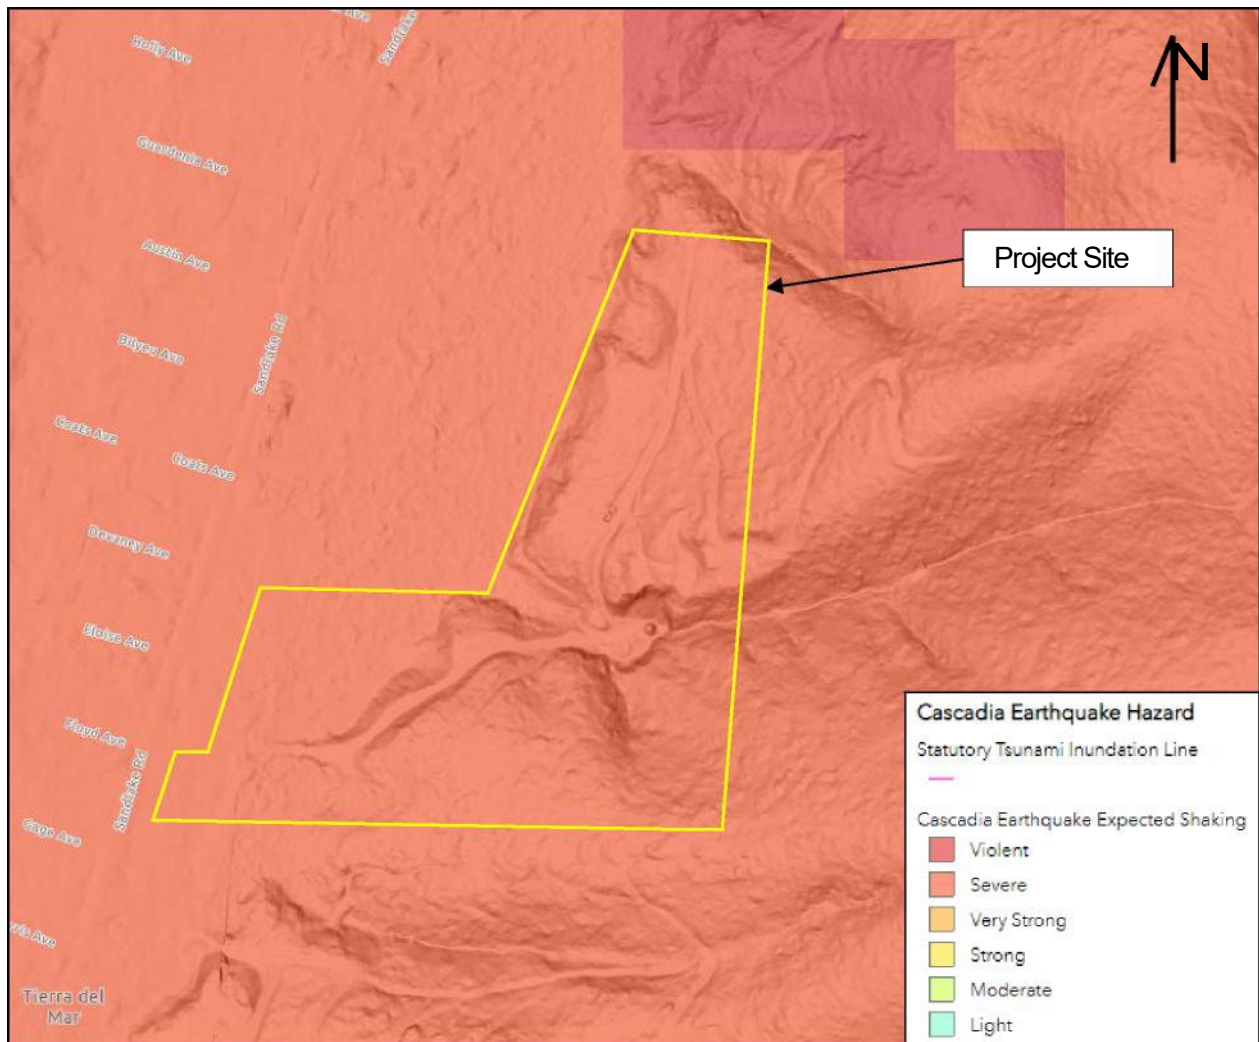 Holly Ave
Sandlake
N
Guardenia Ave
Project Site
Austin Ave
Bilyeu Ave
Sandlake Rd
Coats Ave
Coats Ave
Devaney Ave
Eloise Ave
Floyd Ave
Sandlake Rd
Gage Ave
Ave
Tierra del
Mar
Cascadia Earthquake Hazard
Statutory Tsunami Inundation Line
Cascadia Earthquake Expected Shaking
Violent
Severe
Very Strong
Strong
Moderate
Light